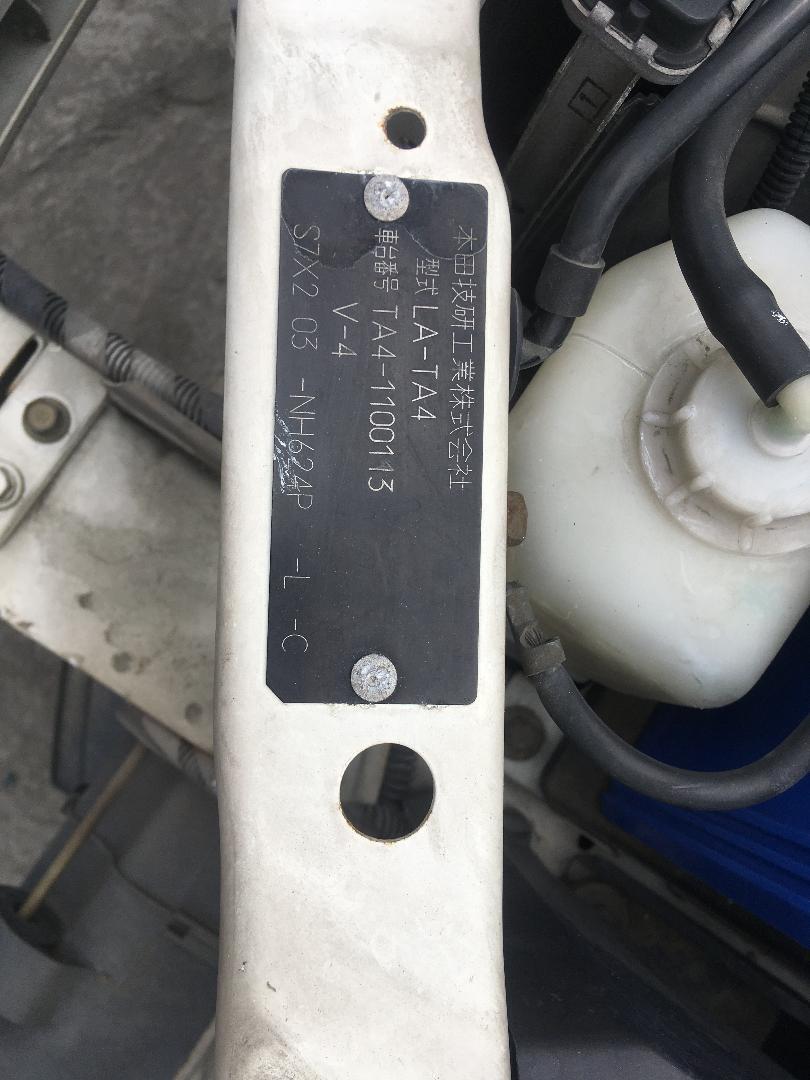 本田技研工業株式会社
型式 LA-TA4
車台番号 TA4-1100113
V-4
S7X2 03 -NH624P -L -C
1